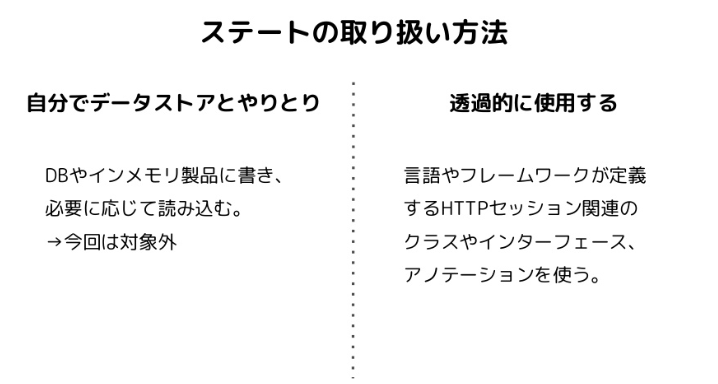 ステートの取り扱い方法
自分でデータストアとやりとり
DBやインメモリ製品に書き、
必要に応じて読み込む。
→今回は対象外
透過的に使用する
言語やフレームワークが定義
するHTTPセッション関連の
クラスやインターフェース、
アノテーションを使う。